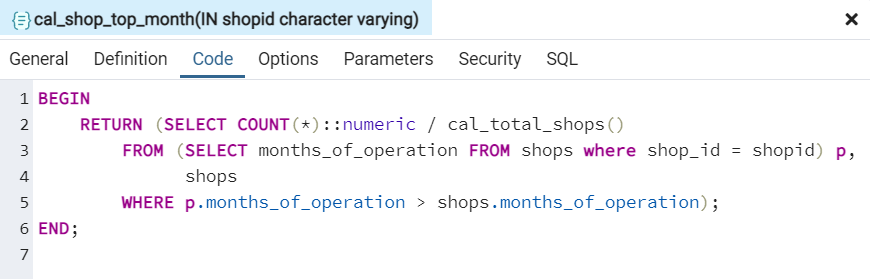 cal_shop_top_month(IN shopid character varying)
General Definition Code Options Parameters Security SQL
1 BEGIN
2 RETURN (SELECT COUNT(*)::numeric / cal_total_shops()
3 FROM (SELECT months_of_operation FROM shops where shop_id = shopid) p,
4 shops
5 WHERE p.months_of_operation > shops.months_of_operation);
6 END;
7